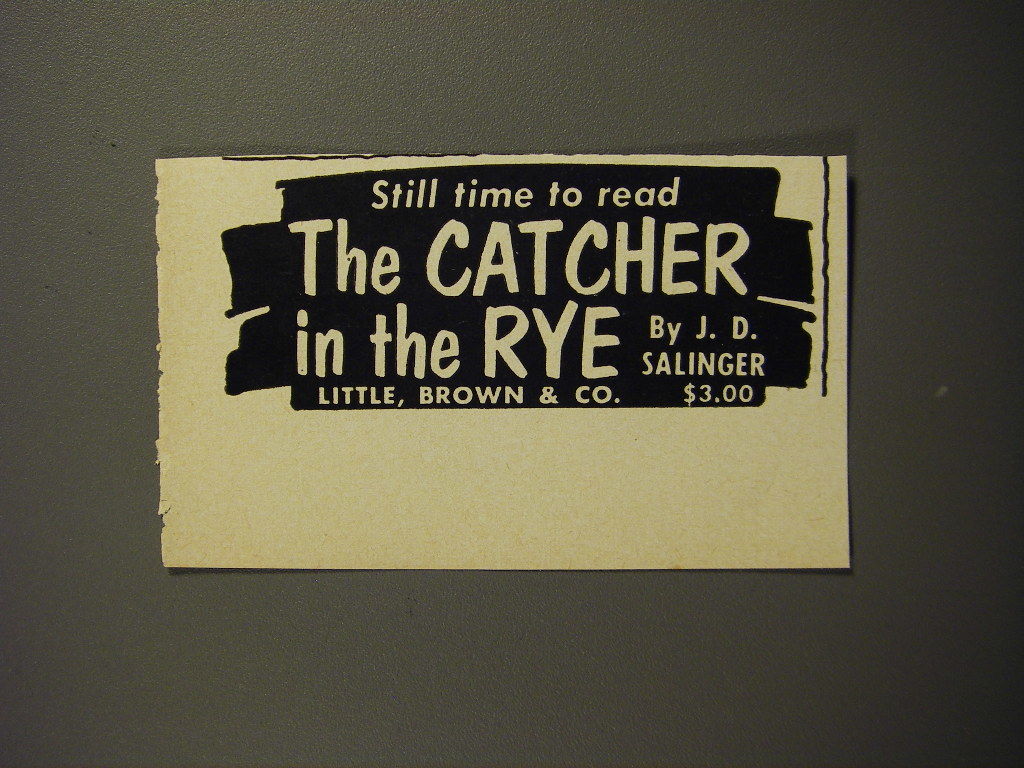 Still time to read
The CATCHER
in the RYE By J. D.
SALINGER
LITTLE, BROWN & CO. $3.00